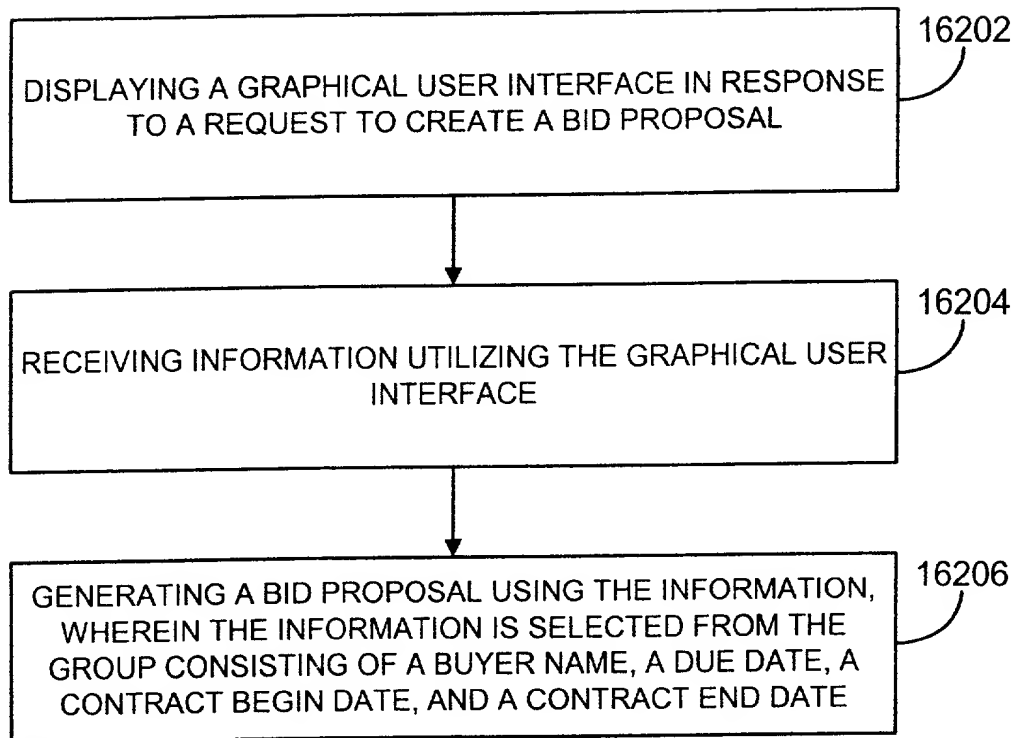 16202
DISPLAYING A GRAPHICAL USER INTERFACE IN RESPONSE
TO A REQUEST TO CREATE A BID PROPOSAL
16204
RECEIVING INFORMATION UTILIZING THE GRAPHICAL USER
INTERFACE
16206
GENERATING A BID PROPOSAL USING THE INFORMATION,
WHEREIN THE INFORMATION IS SELECTED FROM THE
GROUP CONSISTING OF A BUYER NAME, A DUE DATE, A
CONTRACT BEGIN DATE, AND A CONTRACT END DATE